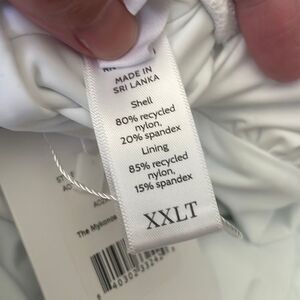 MADE IN
SRI LANKA
Shell
80% recycled
nylon,
20% spandex
Lining
85% recycled
nylon,
15% spandex
XXLT
The Mykonos